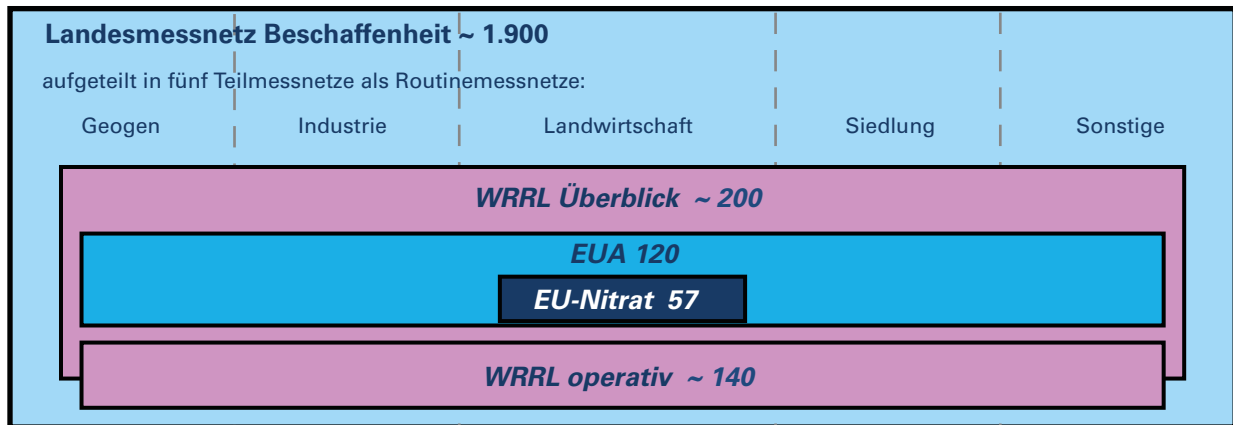 Landesmessnetz Beschaffenheit ~ 1.900
aufgeteilt in fünf Teilmessnetze als Routinemessnetze:
Geogen Industrie Landwirtschaft Siedlung Sonstige
WRRL Überblick ~ 200
EUA 120
EU-Nitrat 57
WRRL operativ ~ 140